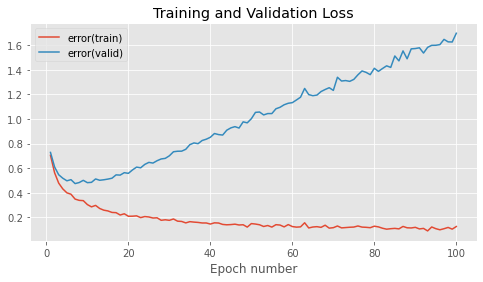 Training and Validation Loss
error(train)
error(valid)
1.6
1.4
1.2
1.0
0.8
0.6
0.4
0.2
0 20 40 60 80 100
Epoch number